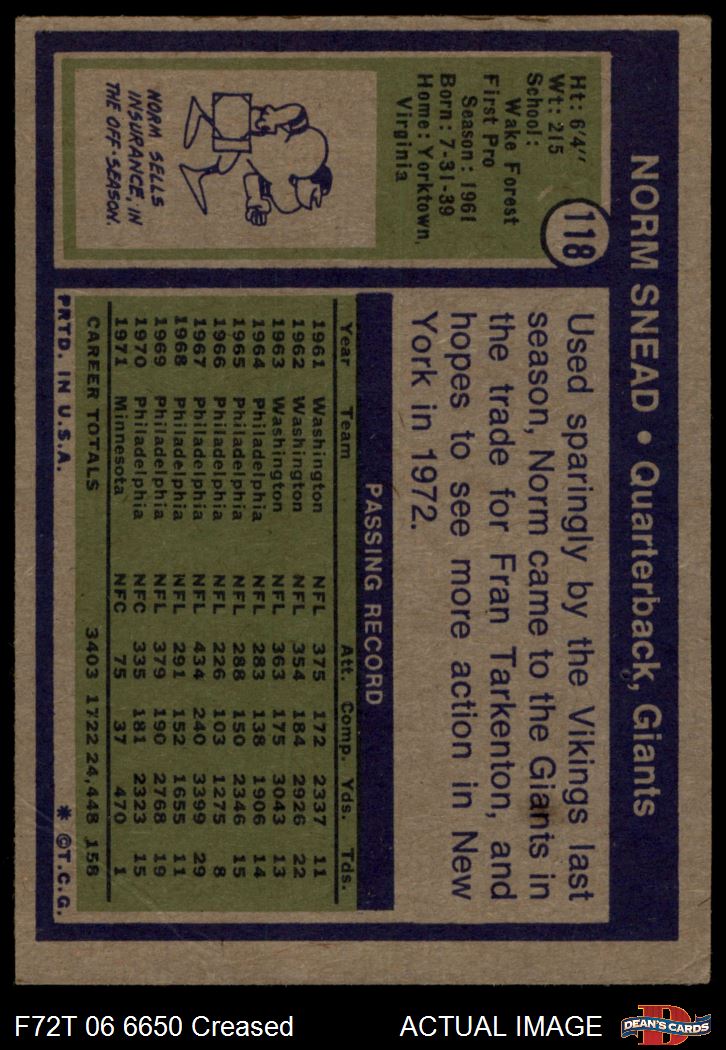 NORM SNEAD • Quarterback, Giants
118
Ht: 6'4"
Wt: 215
School:
Wake Forest
First Pro
Season: 1961
Born: 7-31-39
Home: Yorktown,
Virginia
NORM SELLS
INSURANCE, IN
THE OFF-SEASON.
Used sparingly by the Vikings last
season, Norm came to the Giants in
the trade for Fran Tarkenton, and
hopes to see more action in New
York in 1972.
PASSING RECORD
Year Team Att. Comp. Yds. Tds.
1961 Washington NFL 375 172 2337 11
1962 Washington NFL 354 184 2926 22
1963 Washington NFL 363 175 3043 13
1964 Philadelphia NFL 283 138 1906 14
1965 Philadelphia NFL 288 150 2346 15
1966 Philadelphia NFL 226 103 1275 8
1967 Philadelphia NFL 434 240 3399 29
1968 Philadelphia NFL 291 152 1655 11
1969 Philadelphia NFL 379 190 2768 19
1970 Philadelphia NFC 335 181 2323 15
1971 Minnesota NFC 75 37 470 1
CAREER TOTALS 3403 1722 24,448 158
PRTD. IN U.S.A. * ©T.C.G.
F72T 06 6650 Creased ACTUAL IMAGE
D
DEAN'S CARDS